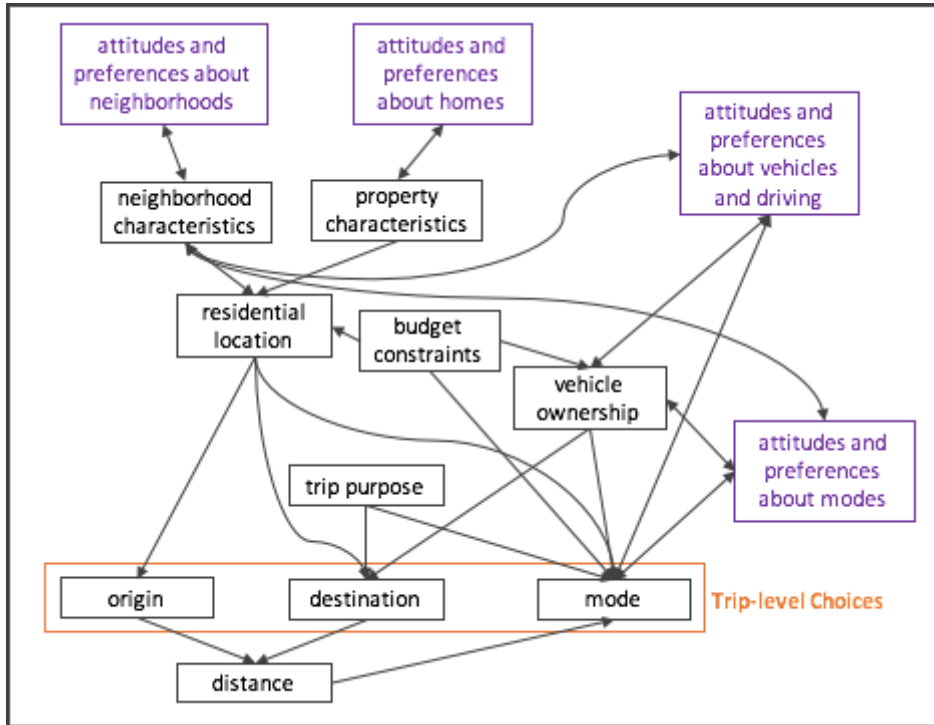 attitudes and
preferences about
neighborhoods
attitudes and
preferences
about homes
attitudes and
preferences
about vehicles
and driving
neighborhood
characteristics
property
characteristics
residential
location
budget
constraints
vehicle
ownership
attitudes and
preferences
about modes
trip purpose
origin
destination
mode
Trip-level Choices
distance